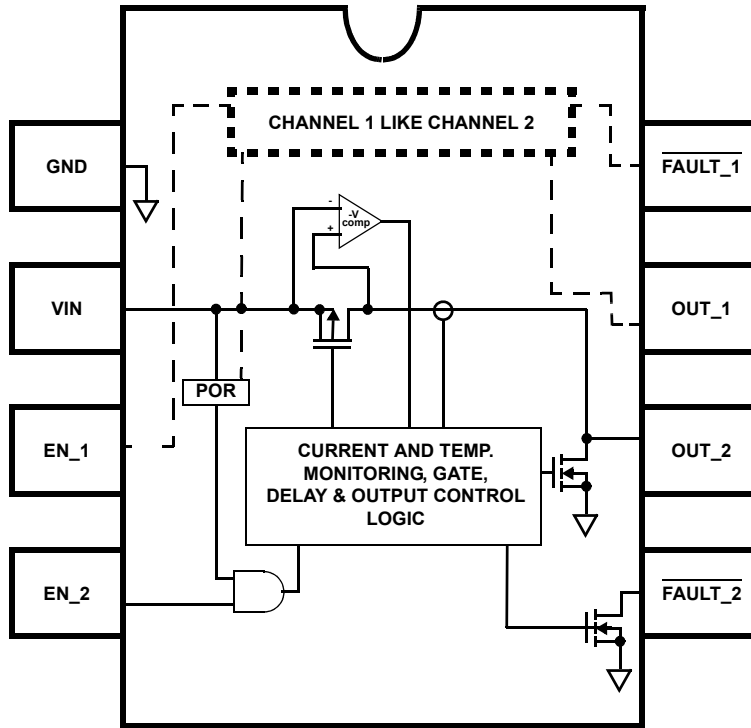 CHANNEL 1 LIKE CHANNEL 2
GND
FAULT_1
-
-V
comp
+
VIN
OUT_1
POR
EN_1
CURRENT AND TEMP.
MONITORING, GATE,
DELAY & OUTPUT CONTROL
LOGIC
OUT_2
EN_2
FAULT_2